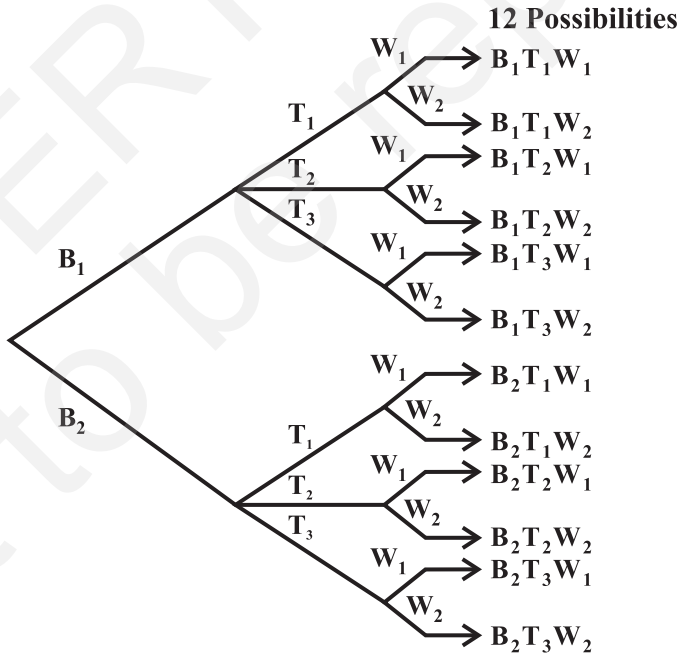 12 Possibilities
W₁ B₁T₁W₁
T₁ W₂ B₁T₁W₂
W₁ B₁T₂W₁
T₂ W₂ B₁T₂W₂
T₃ W₁ B₁T₃W₁
B₁ W₂ B₁T₃W₂
W₁ B₂T₁W₁
B₂ T₁ W₂ B₂T₁W₂
W₁ B₂T₂W₁
T₂ W₂ B₂T₂W₂
T₃ W₁ B₂T₃W₁
W₂ B₂T₃W₂